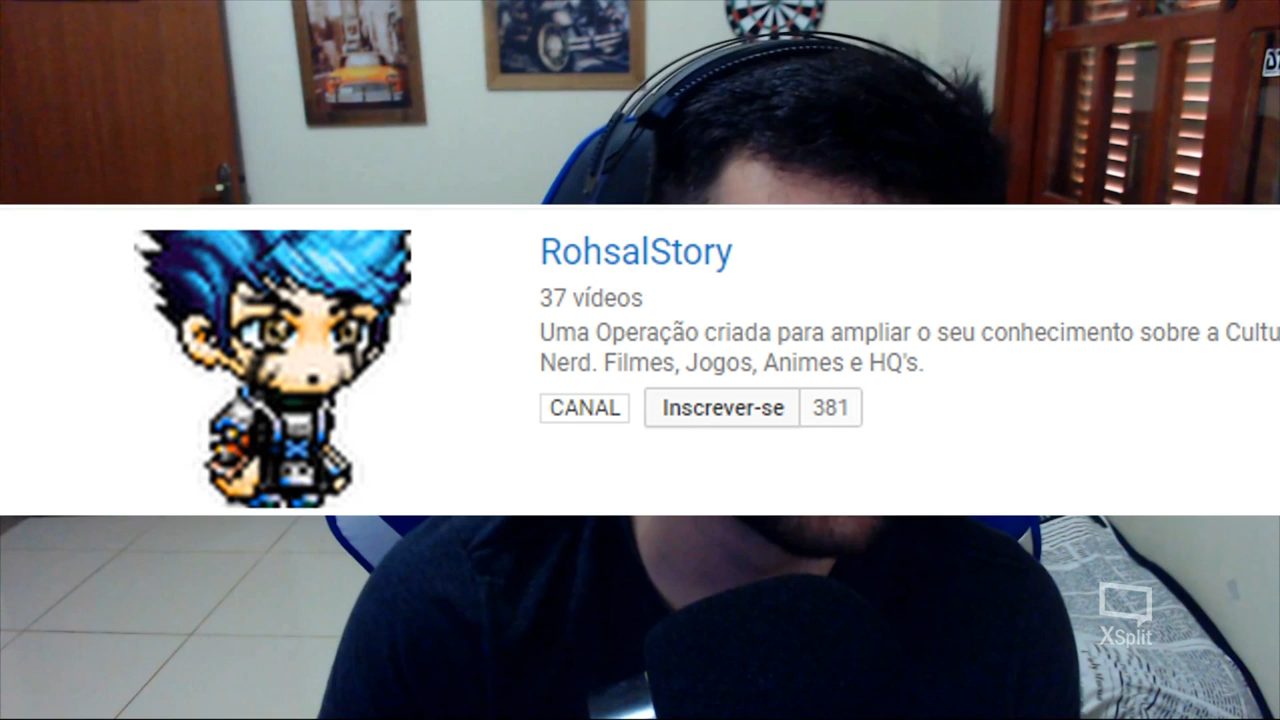 RohsalStory
37 vídeos
Uma Operação criada para ampliar o seu conhecimento sobre a Cultu
Nerd. Filmes, Jogos, Animes e HQ's.
CANAL Inscrever-se 381
XSplit